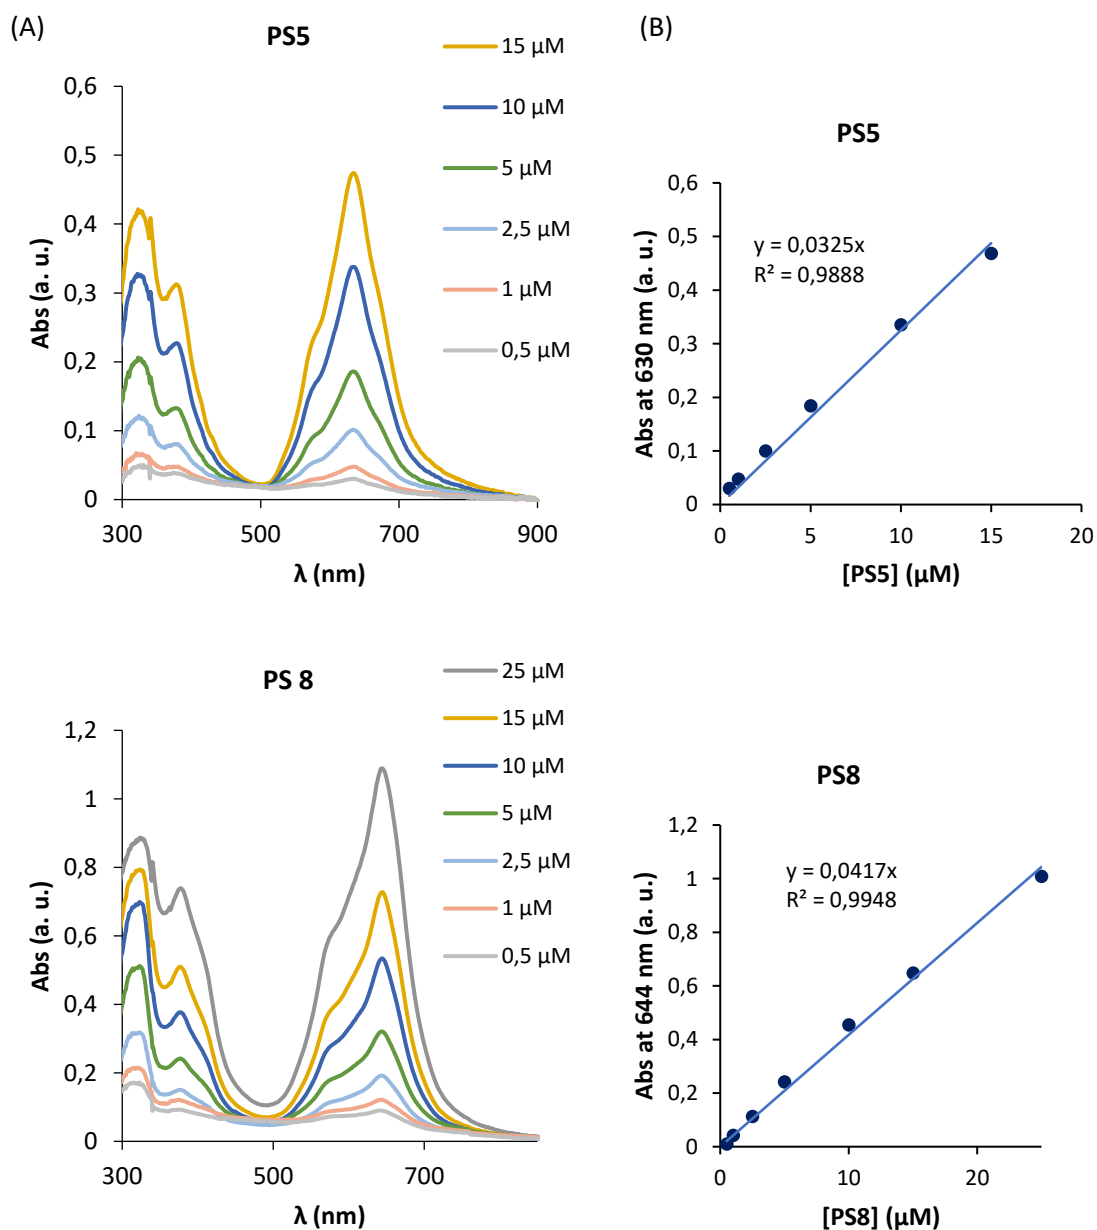 (A)
PS5
15 µM
10 µM
5 µM
2,5 µM
1 µM
0,5 µM
0,6
0,5
0,4
0,3
0,2
0,1
0
Abs (a. u.)
300 500 700 900
λ (nm)
(B)
PS5
0,6
0,5
0,4
0,3
0,2
0,1
0
Abs at 630 nm (a. u.)
y = 0,0325x
R² = 0,9888
0 5 10 15 20
[PS5] (µM)
PS 8
25 µM
15 µM
10 µM
5 µM
2,5 µM
1 µM
0,5 µM
1,2
1
0,8
0,6
0,4
0,2
0
Abs (a. u.)
300 500 700
λ (nm)
PS8
1,2
1
0,8
0,6
0,4
0,2
0
Abs at 644 nm (a. u.)
y = 0,0417x
R² = 0,9948
0 10 20
[PS8] (µM)